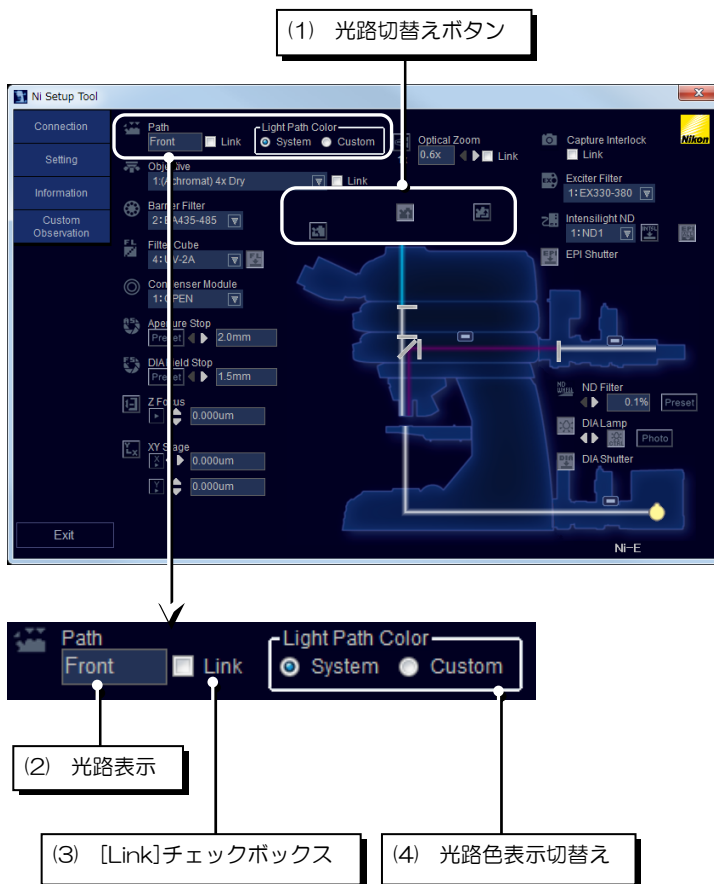 (1) 光路切替えボタン
Ni Setup Tool
Connection
Setting
Information
Custom
Observation
Exit
Path
Front
Link
Light Path Color
System
Custom
Objective
1:(Achromat) 4x Dry
Link
Barrier Filter
2:BA435-485
Filter Cube
4:UV-2A
Condenser Module
1:OPEN
Aperture Stop
Preset
2.0mm
DIA Field Stop
Preset
1.5mm
Z Focus
0.000um
XY Stage
X
0.000um
Y
0.000um
Optical Zoom
0.6x
Link
Capture Interlock
Link
Nikon
Exciter Filter
1:EX330-380
Intensilight ND
1:ND1
EPI Shutter
ND Filter
0.1%
Preset
DIA Lamp
Photo
DIA Shutter
Ni-E
Path
Front
Link
Light Path Color
System
Custom
(2) 光路表示
(3) [Link]チェックボックス
(4) 光路色表示切替え